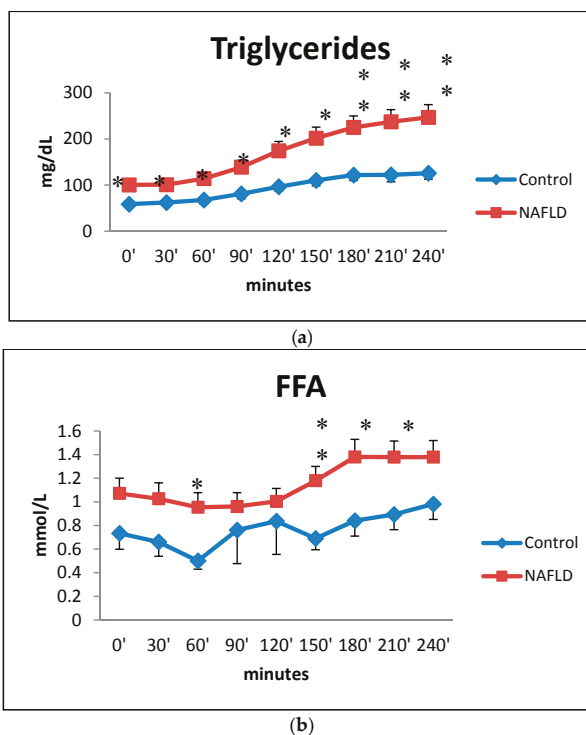 Triglycerides
300
200
100
0
mg/dL
* * * * * * * * * * * *
0' 30' 60' 90' 120' 150' 180' 210' 240'
minutes
Control
NAFLD
(a)
FFA
1.6
1.4
1.2
1
0.8
0.6
0.4
0.2
0
mmol/L
* * * * *
0' 30' 60' 90' 120' 150' 180' 210' 240'
minutes
Control
NAFLD
(b)